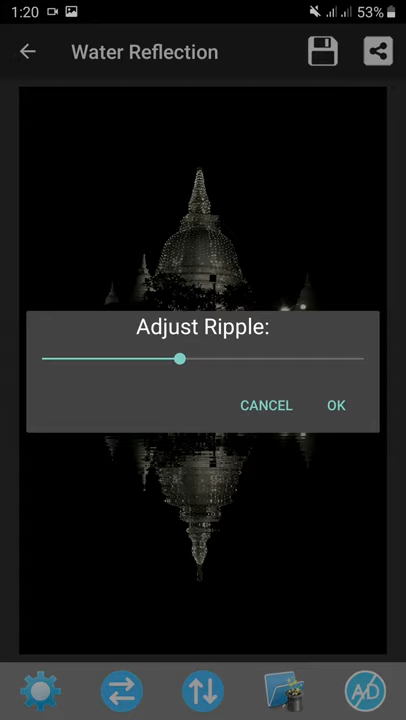 1:20 53%
Water Reflection
Adjust Ripple:
CANCEL OK
AD